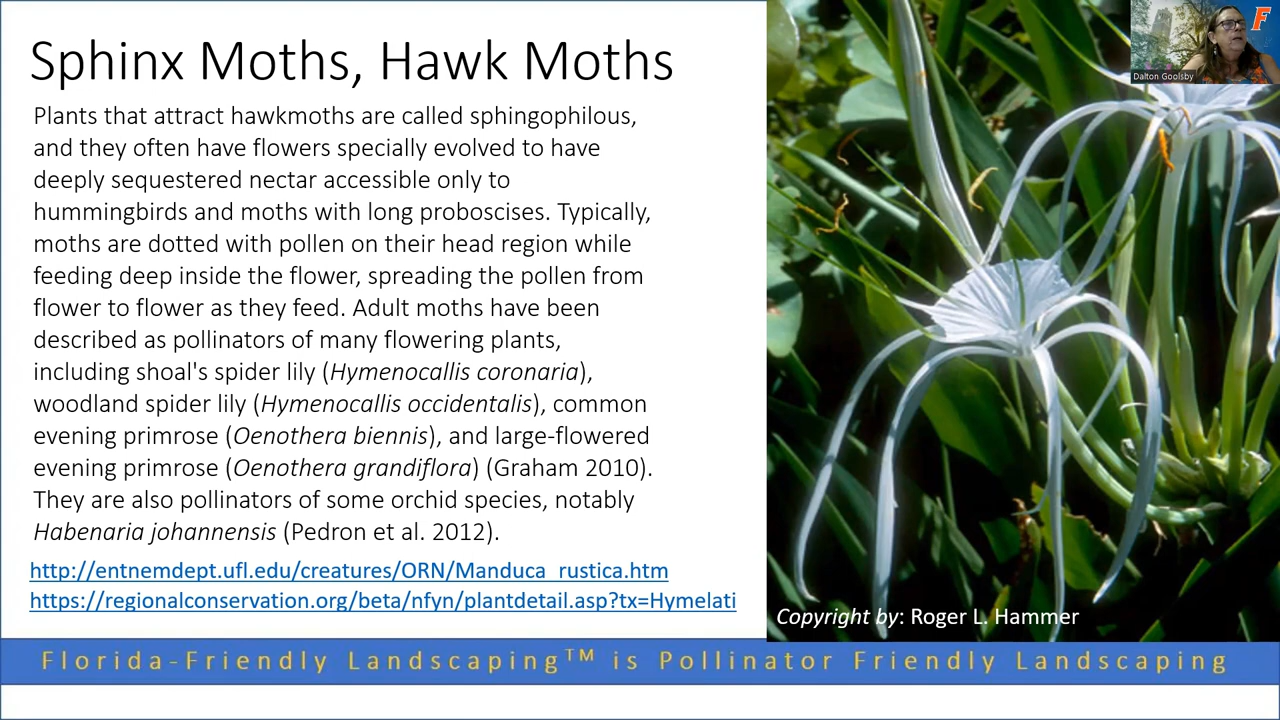 Sphinx Moths, Hawk Moths
Plants that attract hawkmoths are called sphingophilous,
and they often have flowers specially evolved to have
deeply sequestered nectar accessible only to
hummingbirds and moths with long proboscises. Typically,
moths are dotted with pollen on their head region while
feeding deep inside the flower, spreading the pollen from
flower to flower as they feed. Adult moths have been
described as pollinators of many flowering plants,
including shoal's spider lily (Hymenocallis coronaria),
woodland spider lily (Hymenocallis occidentalis), common
evening primrose (Oenothera biennis), and large-flowered
evening primrose (Oenothera grandiflora) (Graham 2010).
They are also pollinators of some orchid species, notably
Habenaria johannensis (Pedron et al. 2012).
http://entnemdept.ufl.edu/creatures/ORN/Manduca_rustica.htm
https://regionalconservation.org/beta/nfyn/plantdetail.asp?tx=Hymelati
F
Dalton Goolsby
Copyright by: Roger L. Hammer
Florida-Friendly Landscaping™ is Pollinator Friendly Landscaping